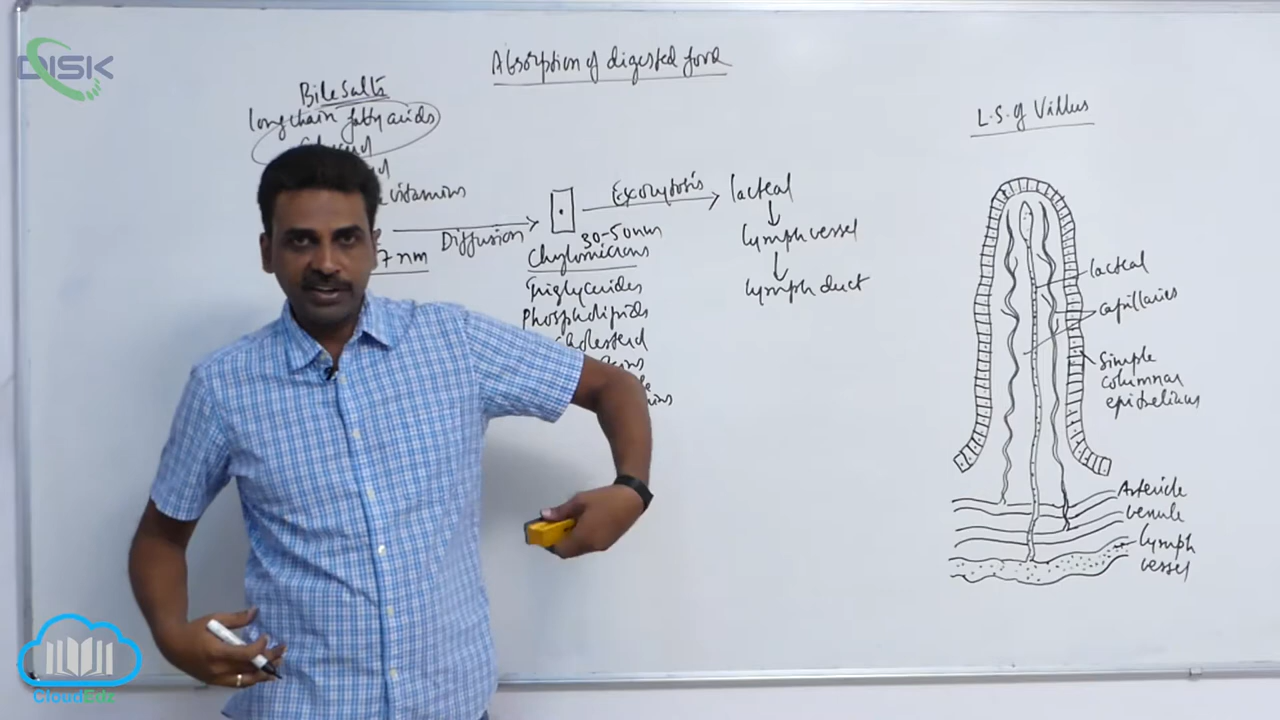 DISK
Absorption of digested food
Bile Salts
long chain fatty acids
vitamins
7 nm
Diffusion
Exocytosis
30-50nm
Chylomicrons
Triglycerides
Phospholipids
cholesterol
lacteal
↓
lymph vessel
↓
lymph duct
L.S. of Villus
lacteal
capillaries
Simple
columnar
epithelium
Arteriole
venule
lymph
vessel
CloudEdz